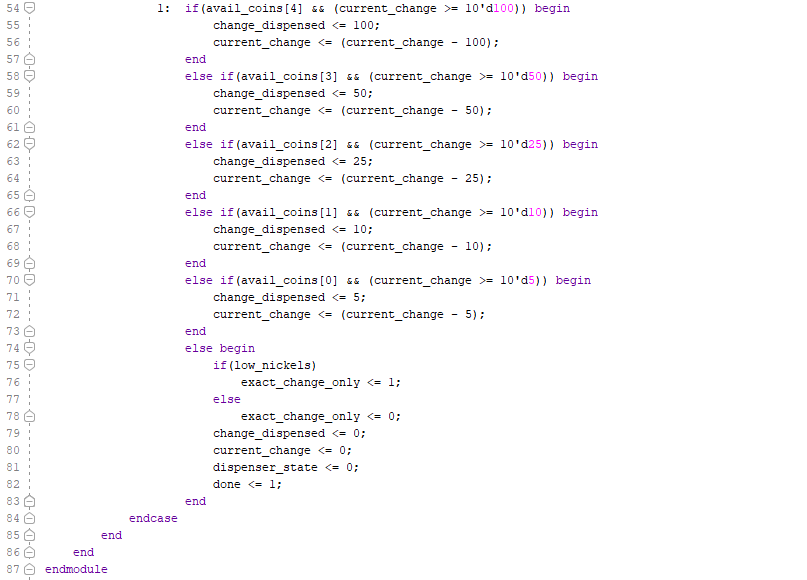 54 1: if(avail_coins[4] && (current_change >= 10'd100)) begin
55 change_dispensed <= 100;
56 current_change <= (current_change - 100);
57 end
58 else if(avail_coins[3] && (current_change >= 10'd50)) begin
59 change_dispensed <= 50;
60 current_change <= (current_change - 50);
61 end
62 else if(avail_coins[2] && (current_change >= 10'd25)) begin
63 change_dispensed <= 25;
64 current_change <= (current_change - 25);
65 end
66 else if(avail_coins[1] && (current_change >= 10'd10)) begin
67 change_dispensed <= 10;
68 current_change <= (current_change - 10);
69 end
70 else if(avail_coins[0] && (current_change >= 10'd5)) begin
71 change_dispensed <= 5;
72 current_change <= (current_change - 5);
73 end
74 else begin
75 if(low_nickels)
76 exact_change_only <= 1;
77 else
78 exact_change_only <= 0;
79 change_dispensed <= 0;
80 current_change <= 0;
81 dispenser_state <= 0;
82 done <= 1;
83 end
84 endcase
85 end
86 end
87 endmodule